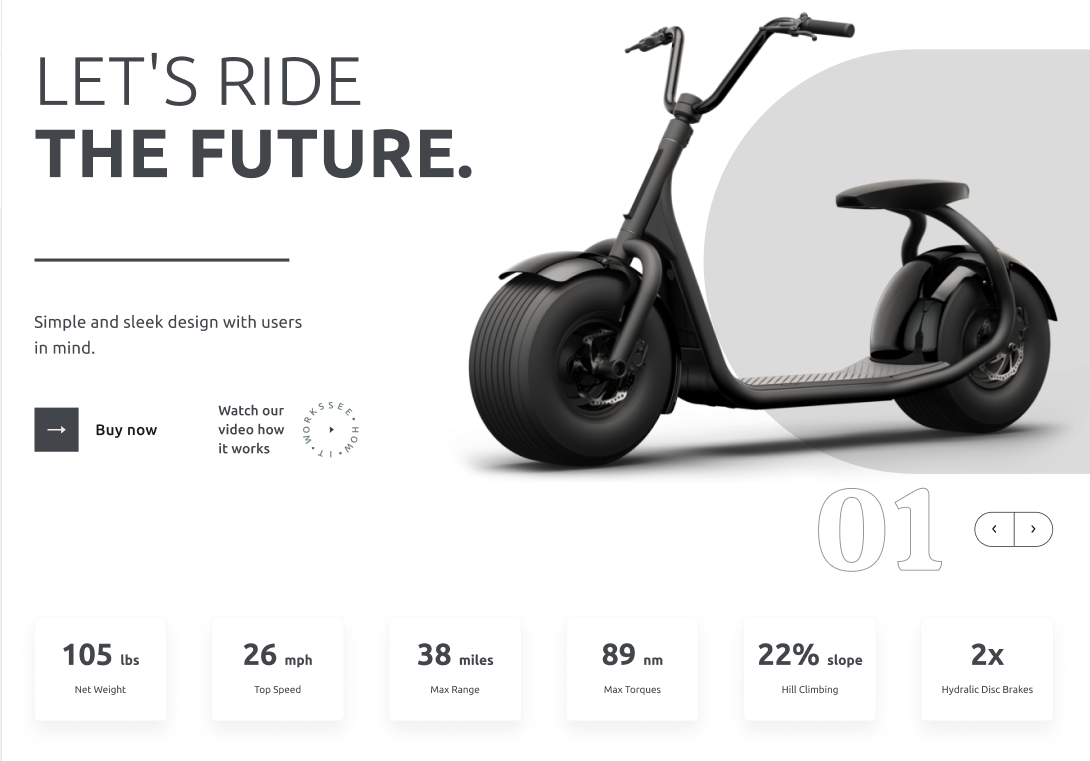 LET'S RIDE
THE FUTURE.
Simple and sleek design with users
in mind.
Buy now
Watch our
video how
it works
SEE • HOW • IT • WORKS
01
105 lbs
Net Weight
26 mph
Top Speed
38 miles
Max Range
89 nm
Max Torques
22% slope
Hill Climbing
2x
Hydralic Disc Brakes